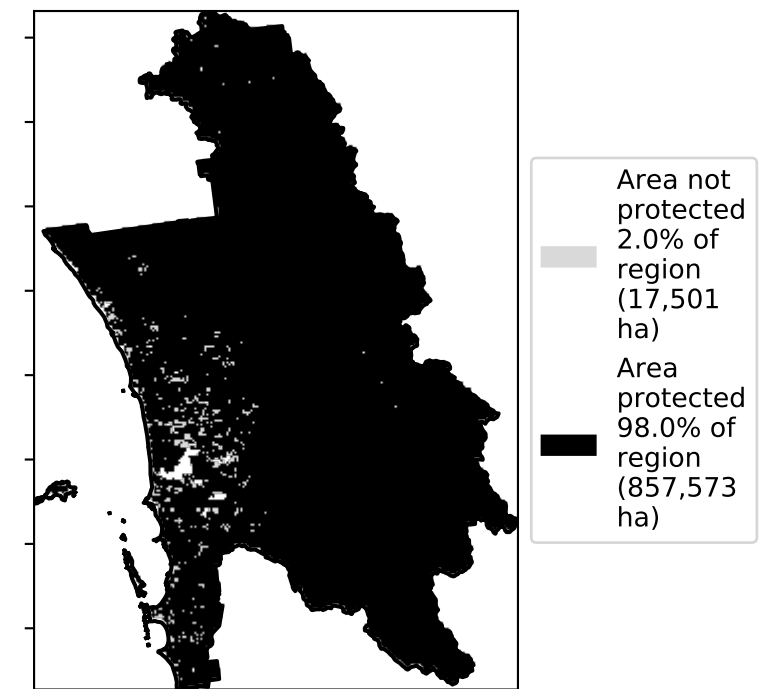 Area not
protected
2.0% of
region
(17,501
ha)
Area
protected
98.0% of
region
(857,573
ha)